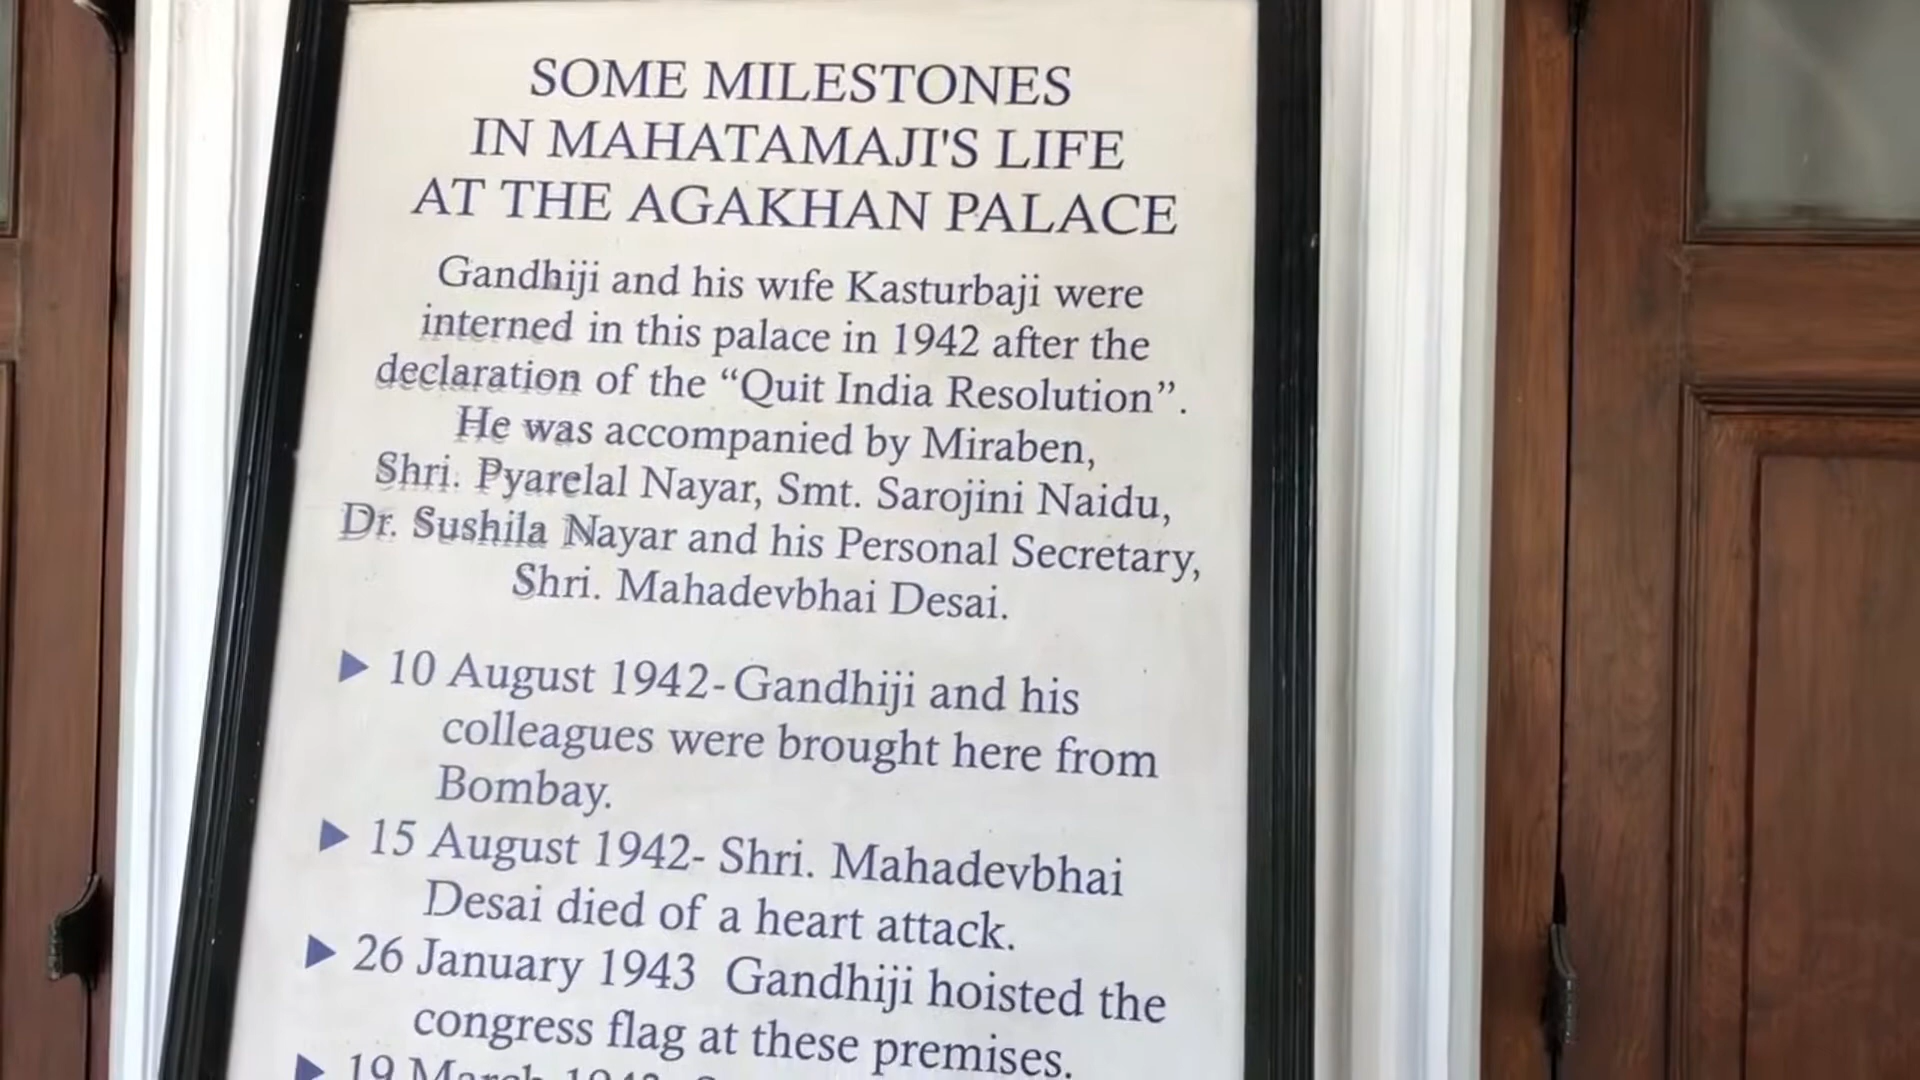 SOME MILESTONES
IN MAHATAMAJI'S LIFE
AT THE AGAKHAN PALACE
Gandhiji and his wife Kasturbaji were
interned in this palace in 1942 after the
declaration of the “Quit India Resolution”.
He was accompanied by Miraben,
Shri. Pyarelal Nayar, Smt. Sarojini Naidu,
Dr. Sushila Nayar and his Personal Secretary,
Shri. Mahadevbhai Desai.
▶ 10 August 1942-Gandhiji and his
colleagues were brought here from
Bombay.
▶ 15 August 1942- Shri. Mahadevbhai
Desai died of a heart attack.
▶ 26 January 1943 Gandhiji hoisted the
congress flag at these premises.
▶ 19 March